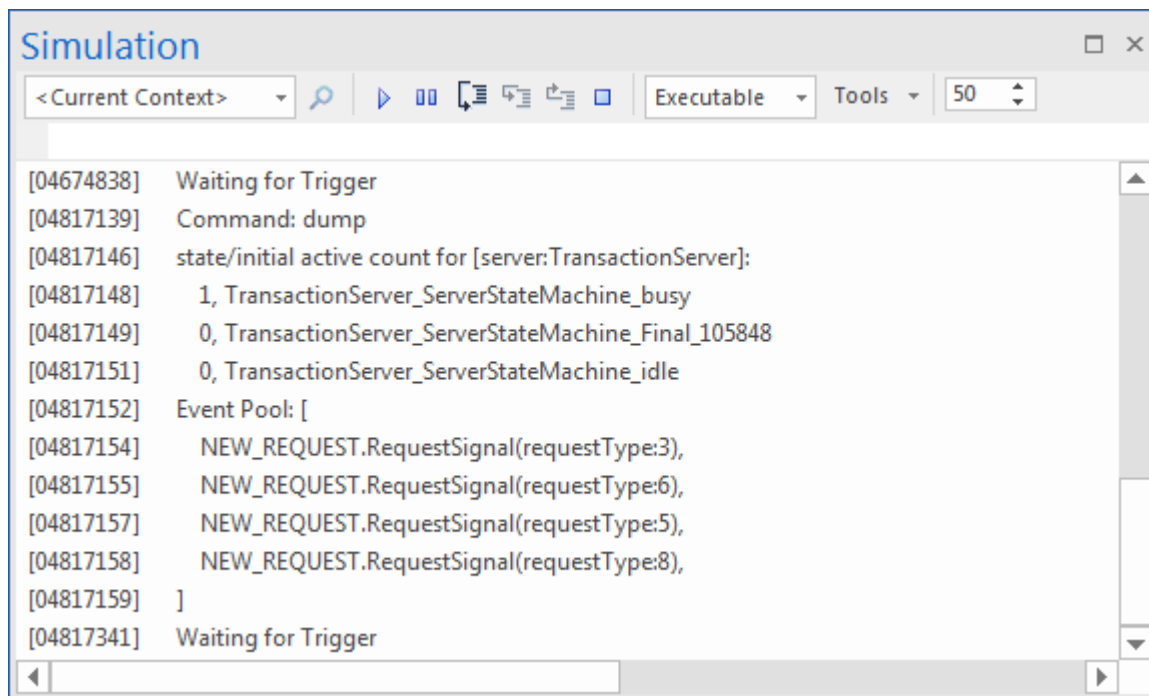 Simulation
<Current Context> Executable Tools 50
[04674838] Waiting for Trigger
[04817139] Command: dump
[04817146] state/initial active count for [server:TransactionServer]:
[04817148] 1, TransactionServer_ServerStateMachine_busy
[04817149] 0, TransactionServer_ServerStateMachine_Final_105848
[04817151] 0, TransactionServer_ServerStateMachine_idle
[04817152] Event Pool: [
[04817154] NEW_REQUEST.RequestSignal(requestType:3),
[04817155] NEW_REQUEST.RequestSignal(requestType:6),
[04817157] NEW_REQUEST.RequestSignal(requestType:5),
[04817158] NEW_REQUEST.RequestSignal(requestType:8),
[04817159] ]
[04817341] Waiting for Trigger